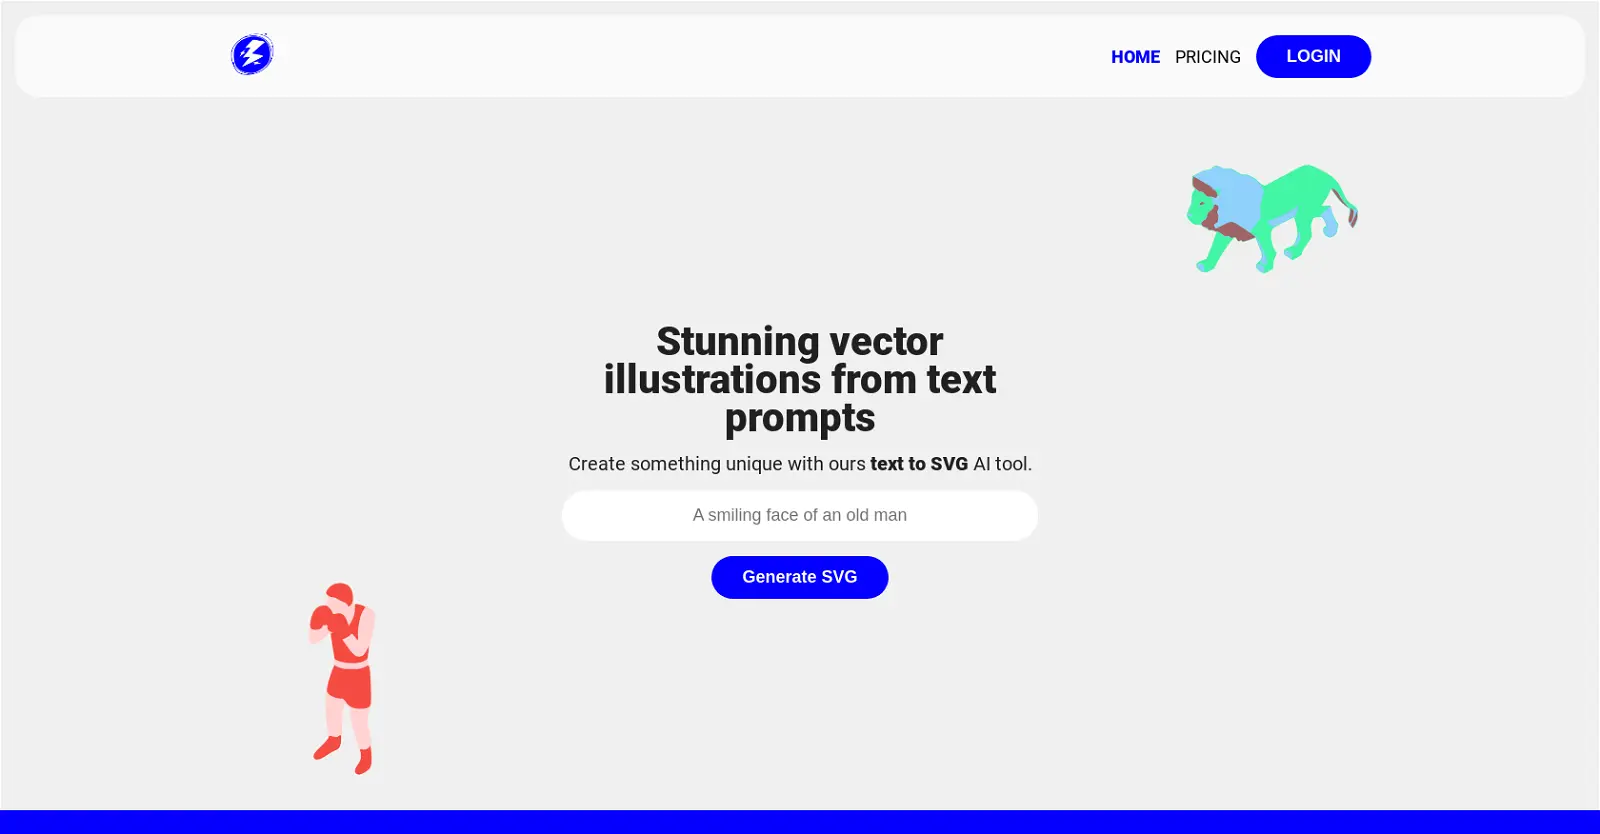 HOME PRICING LOGIN
Stunning vector
illustrations from text
prompts
Create something unique with ours text to SVG AI tool.
A smiling face of an old man
Generate SVG